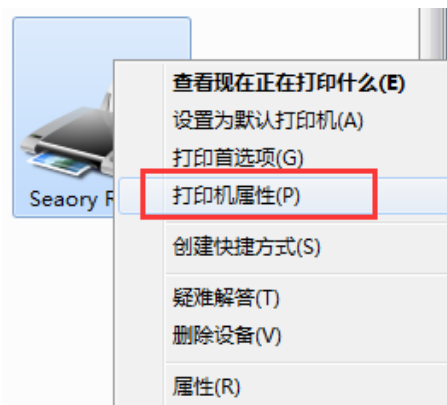 查看现在正在打印什么(E)
设置为默认打印机(A)
打印首选项(G)
打印机属性(P)
Seaory
创建快捷方式(S)
疑难解答(T)
删除设备(V)
属性(R)